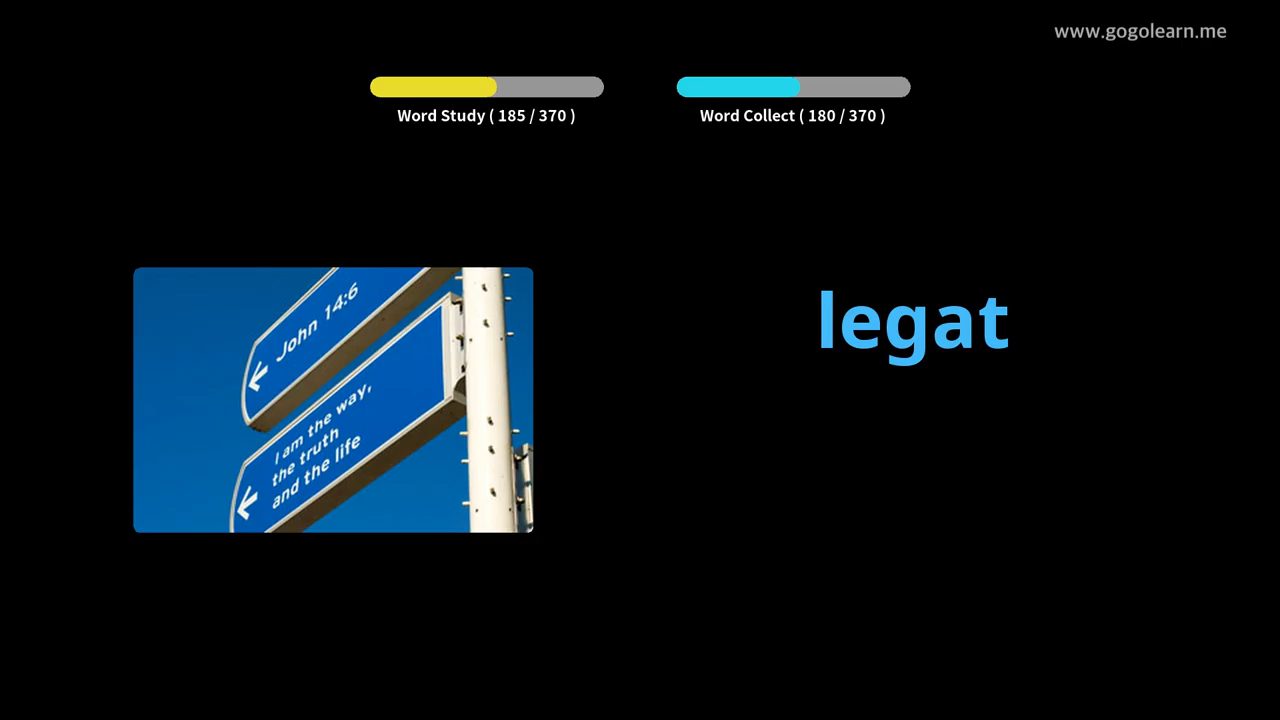 www.gogolearn.me
Word Study ( 185 / 370 )
Word Collect ( 180 / 370 )
legat
John 14:6
I am the way,
the truth
and the life